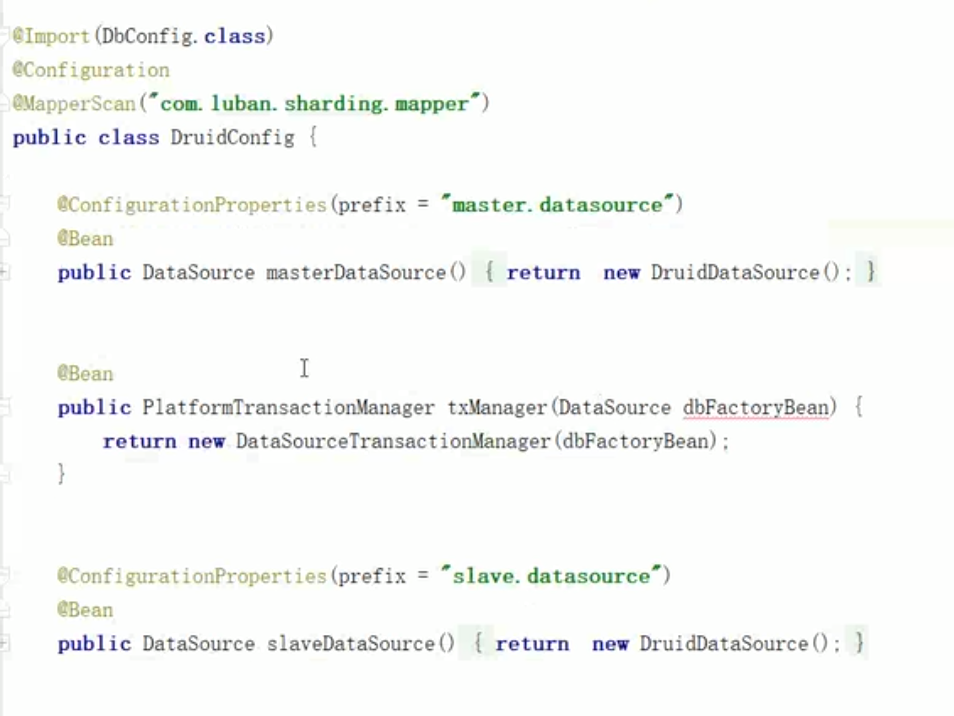 @Import(DbConfig.class)
@Configuration
@MapperScan("com.luban.sharding.mapper")
public class DruidConfig {
@ConfigurationProperties(prefix = "master.datasource")
@Bean
public DataSource masterDataSource() { return new DruidDataSource(); }
@Bean
public PlatformTransactionManager txManager(DataSource dbFactoryBean) {
return new DataSourceTransactionManager(dbFactoryBean);
}
@ConfigurationProperties(prefix = "slave.datasource")
@Bean
public DataSource slaveDataSource() { return new DruidDataSource(); }